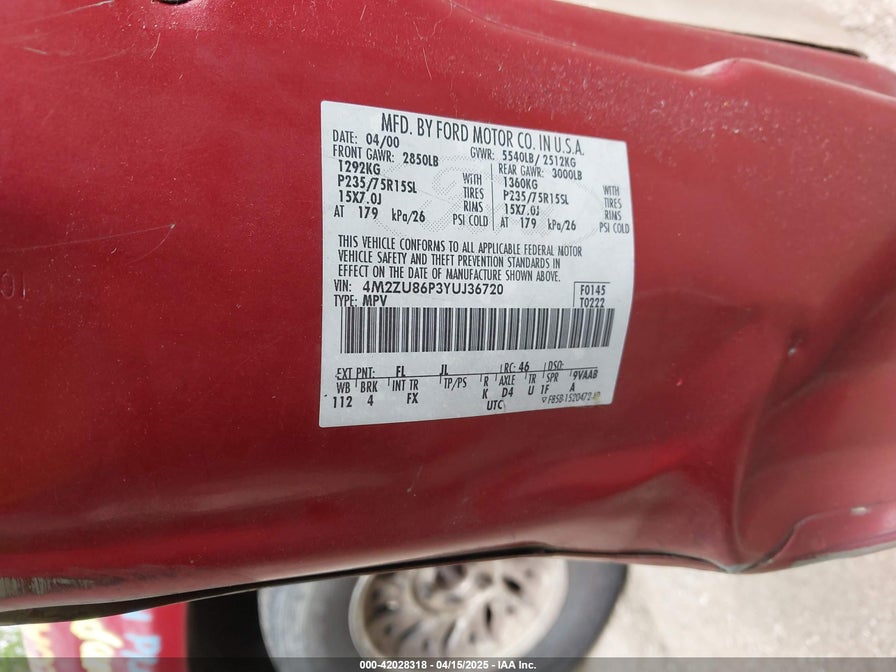 MFD. BY FORD MOTOR CO. IN U.S.A.
DATE: 04/00 GVWR: 5540LB/2512KG
FRONT GAWR: 2850LB REAR GAWR: 3000LB
1292KG WITH 1360KG WITH
P235/75R15SL TIRES P235/75R15SL TIRES
15X7.0J RIMS 15X7.0J RIMS
AT 179 kPa/26 PSI COLD AT 179 kPa/26 PSI COLD
THIS VEHICLE CONFORMS TO ALL APPLICABLE FEDERAL MOTOR
VEHICLE SAFETY AND THEFT PREVENTION STANDARDS IN
EFFECT ON THE DATE OF MANUFACTURE SHOWN ABOVE.
VIN: 4M2ZU86P3YUJ36720 F0145
TYPE: MPV T0222
EXT PNT: FL JL RC: 46 DSO:
WB BRK INT TR TP/PS R AXLE TR SPR 9VAAB
112 4 FX K D4 U 1F A
UTC
000-42028318 - 04/15/2025 - IAA Inc.